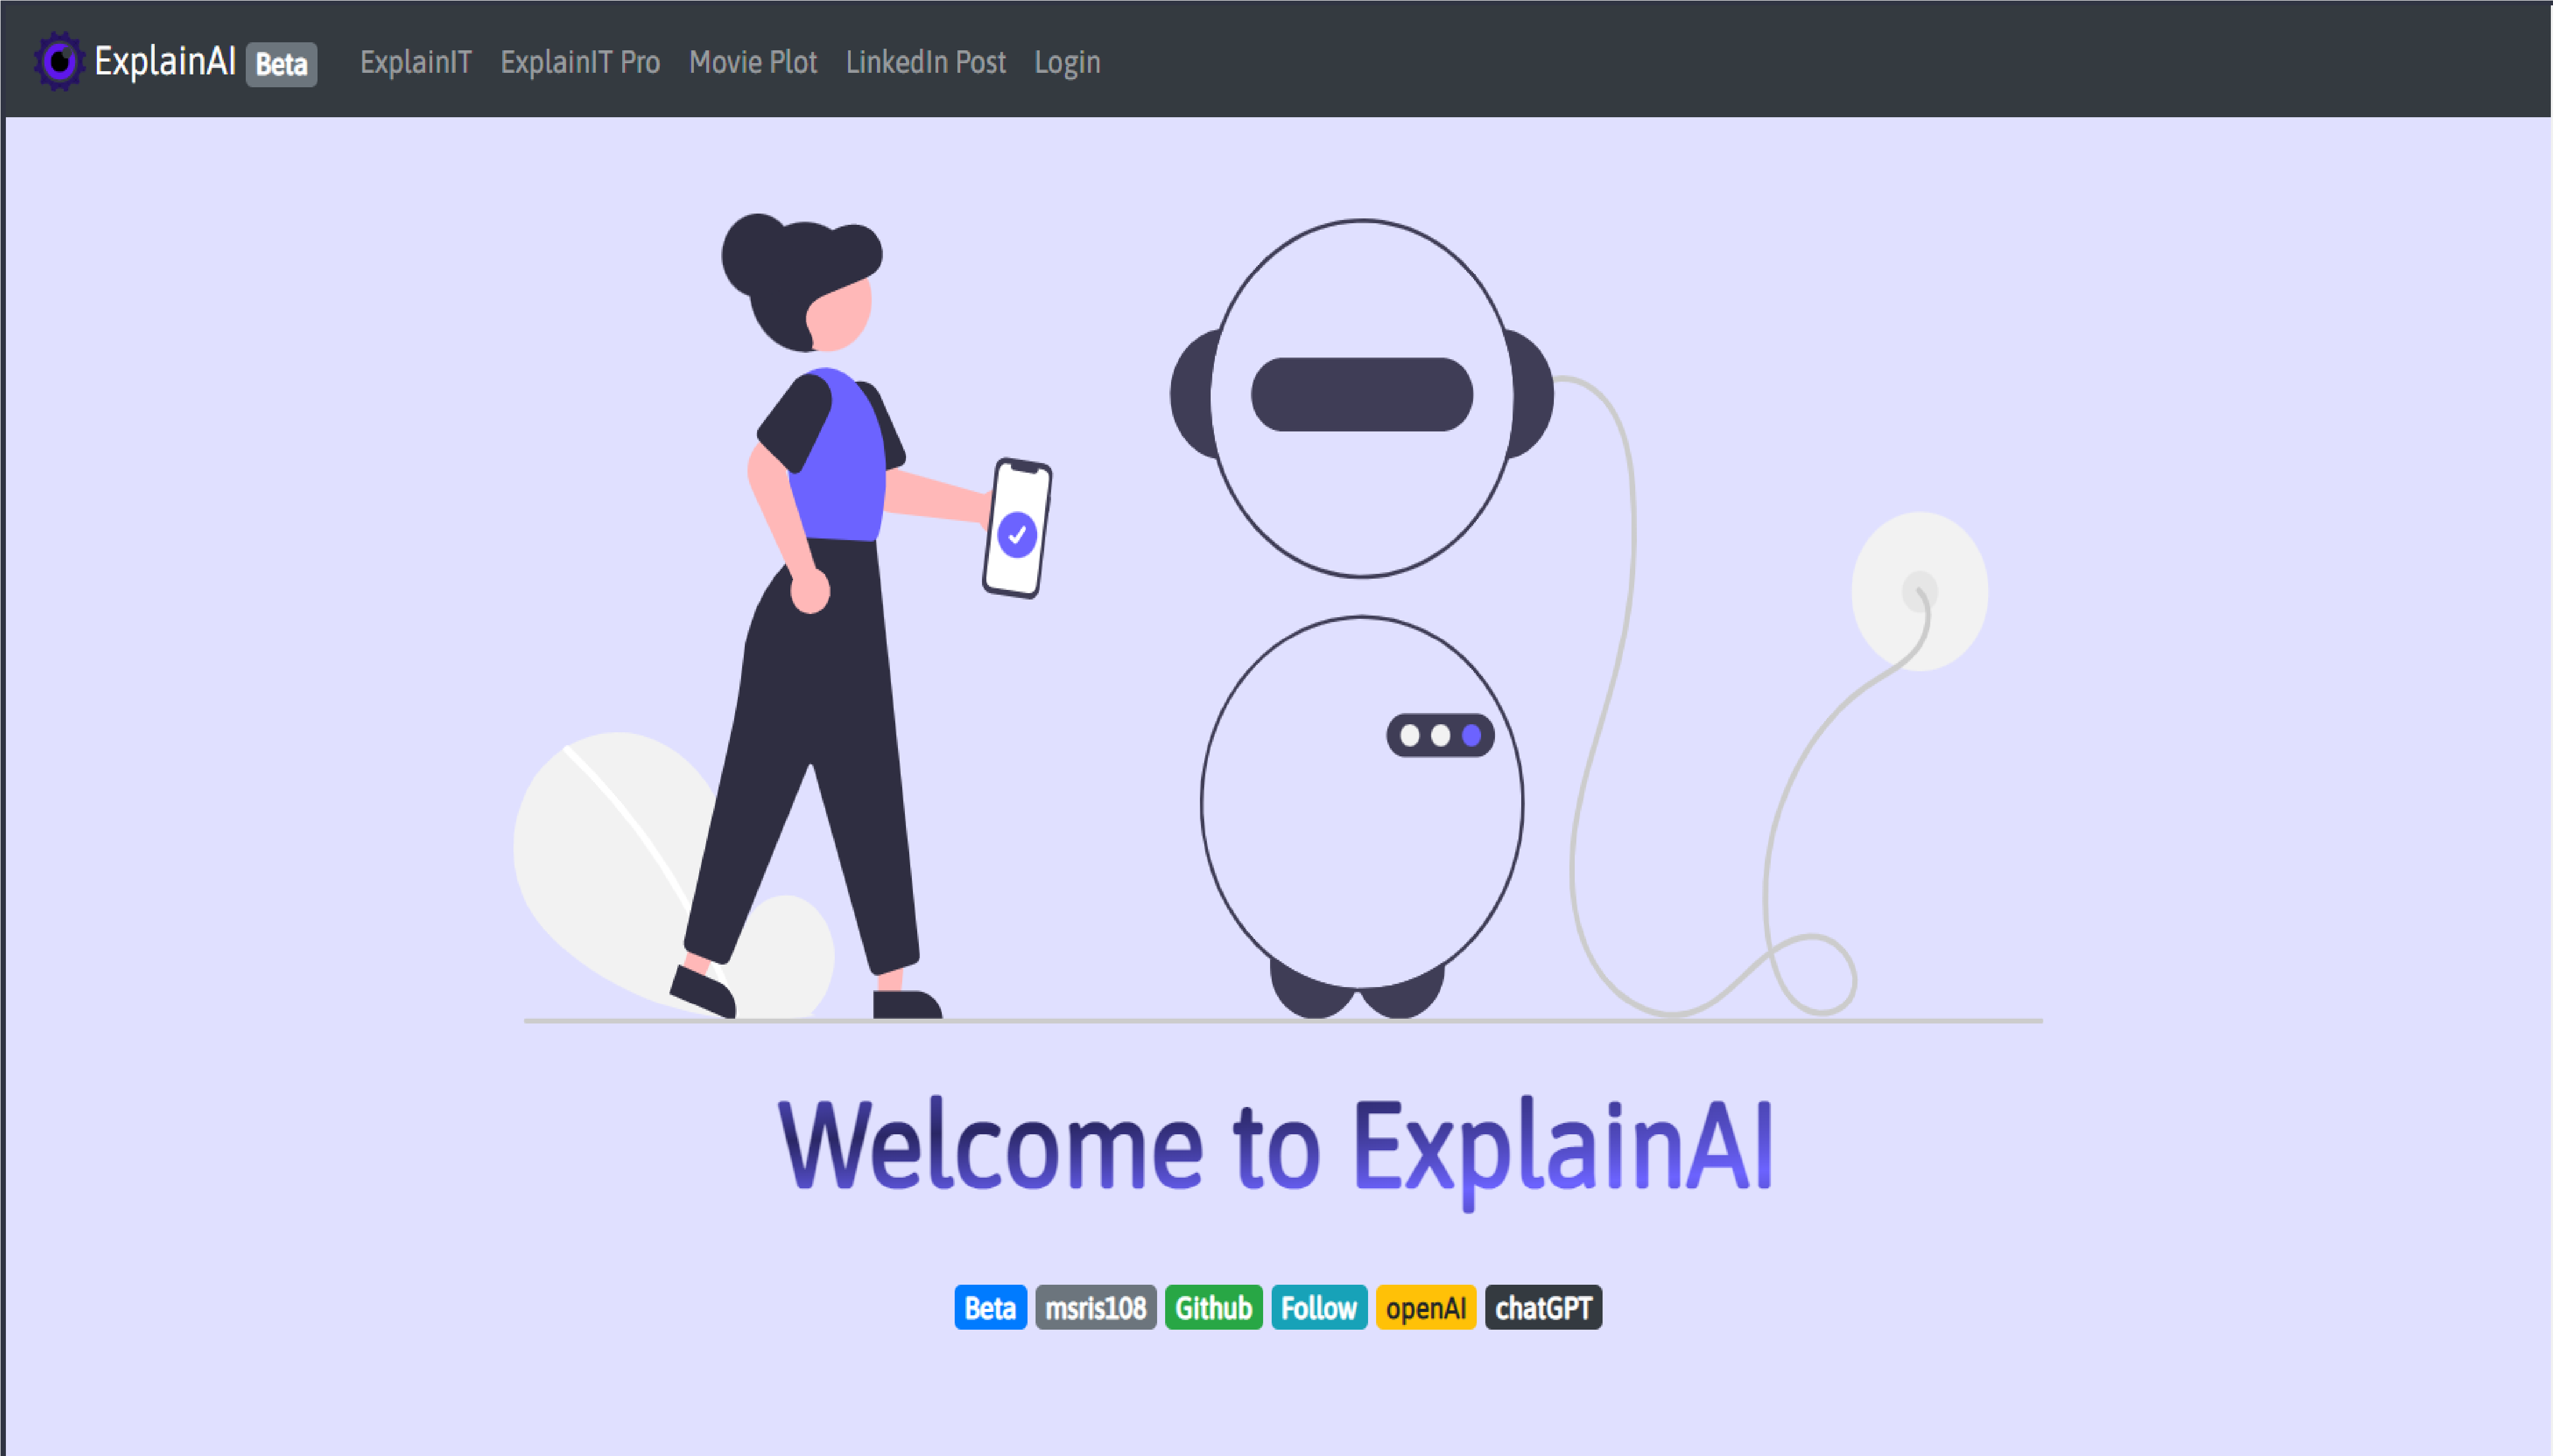 ExplainAI Beta ExplainIT ExplainIT Pro Movie Plot LinkedIn Post Login
Welcome to ExplainAI
Beta msris108 Github Follow openAI chatGPT